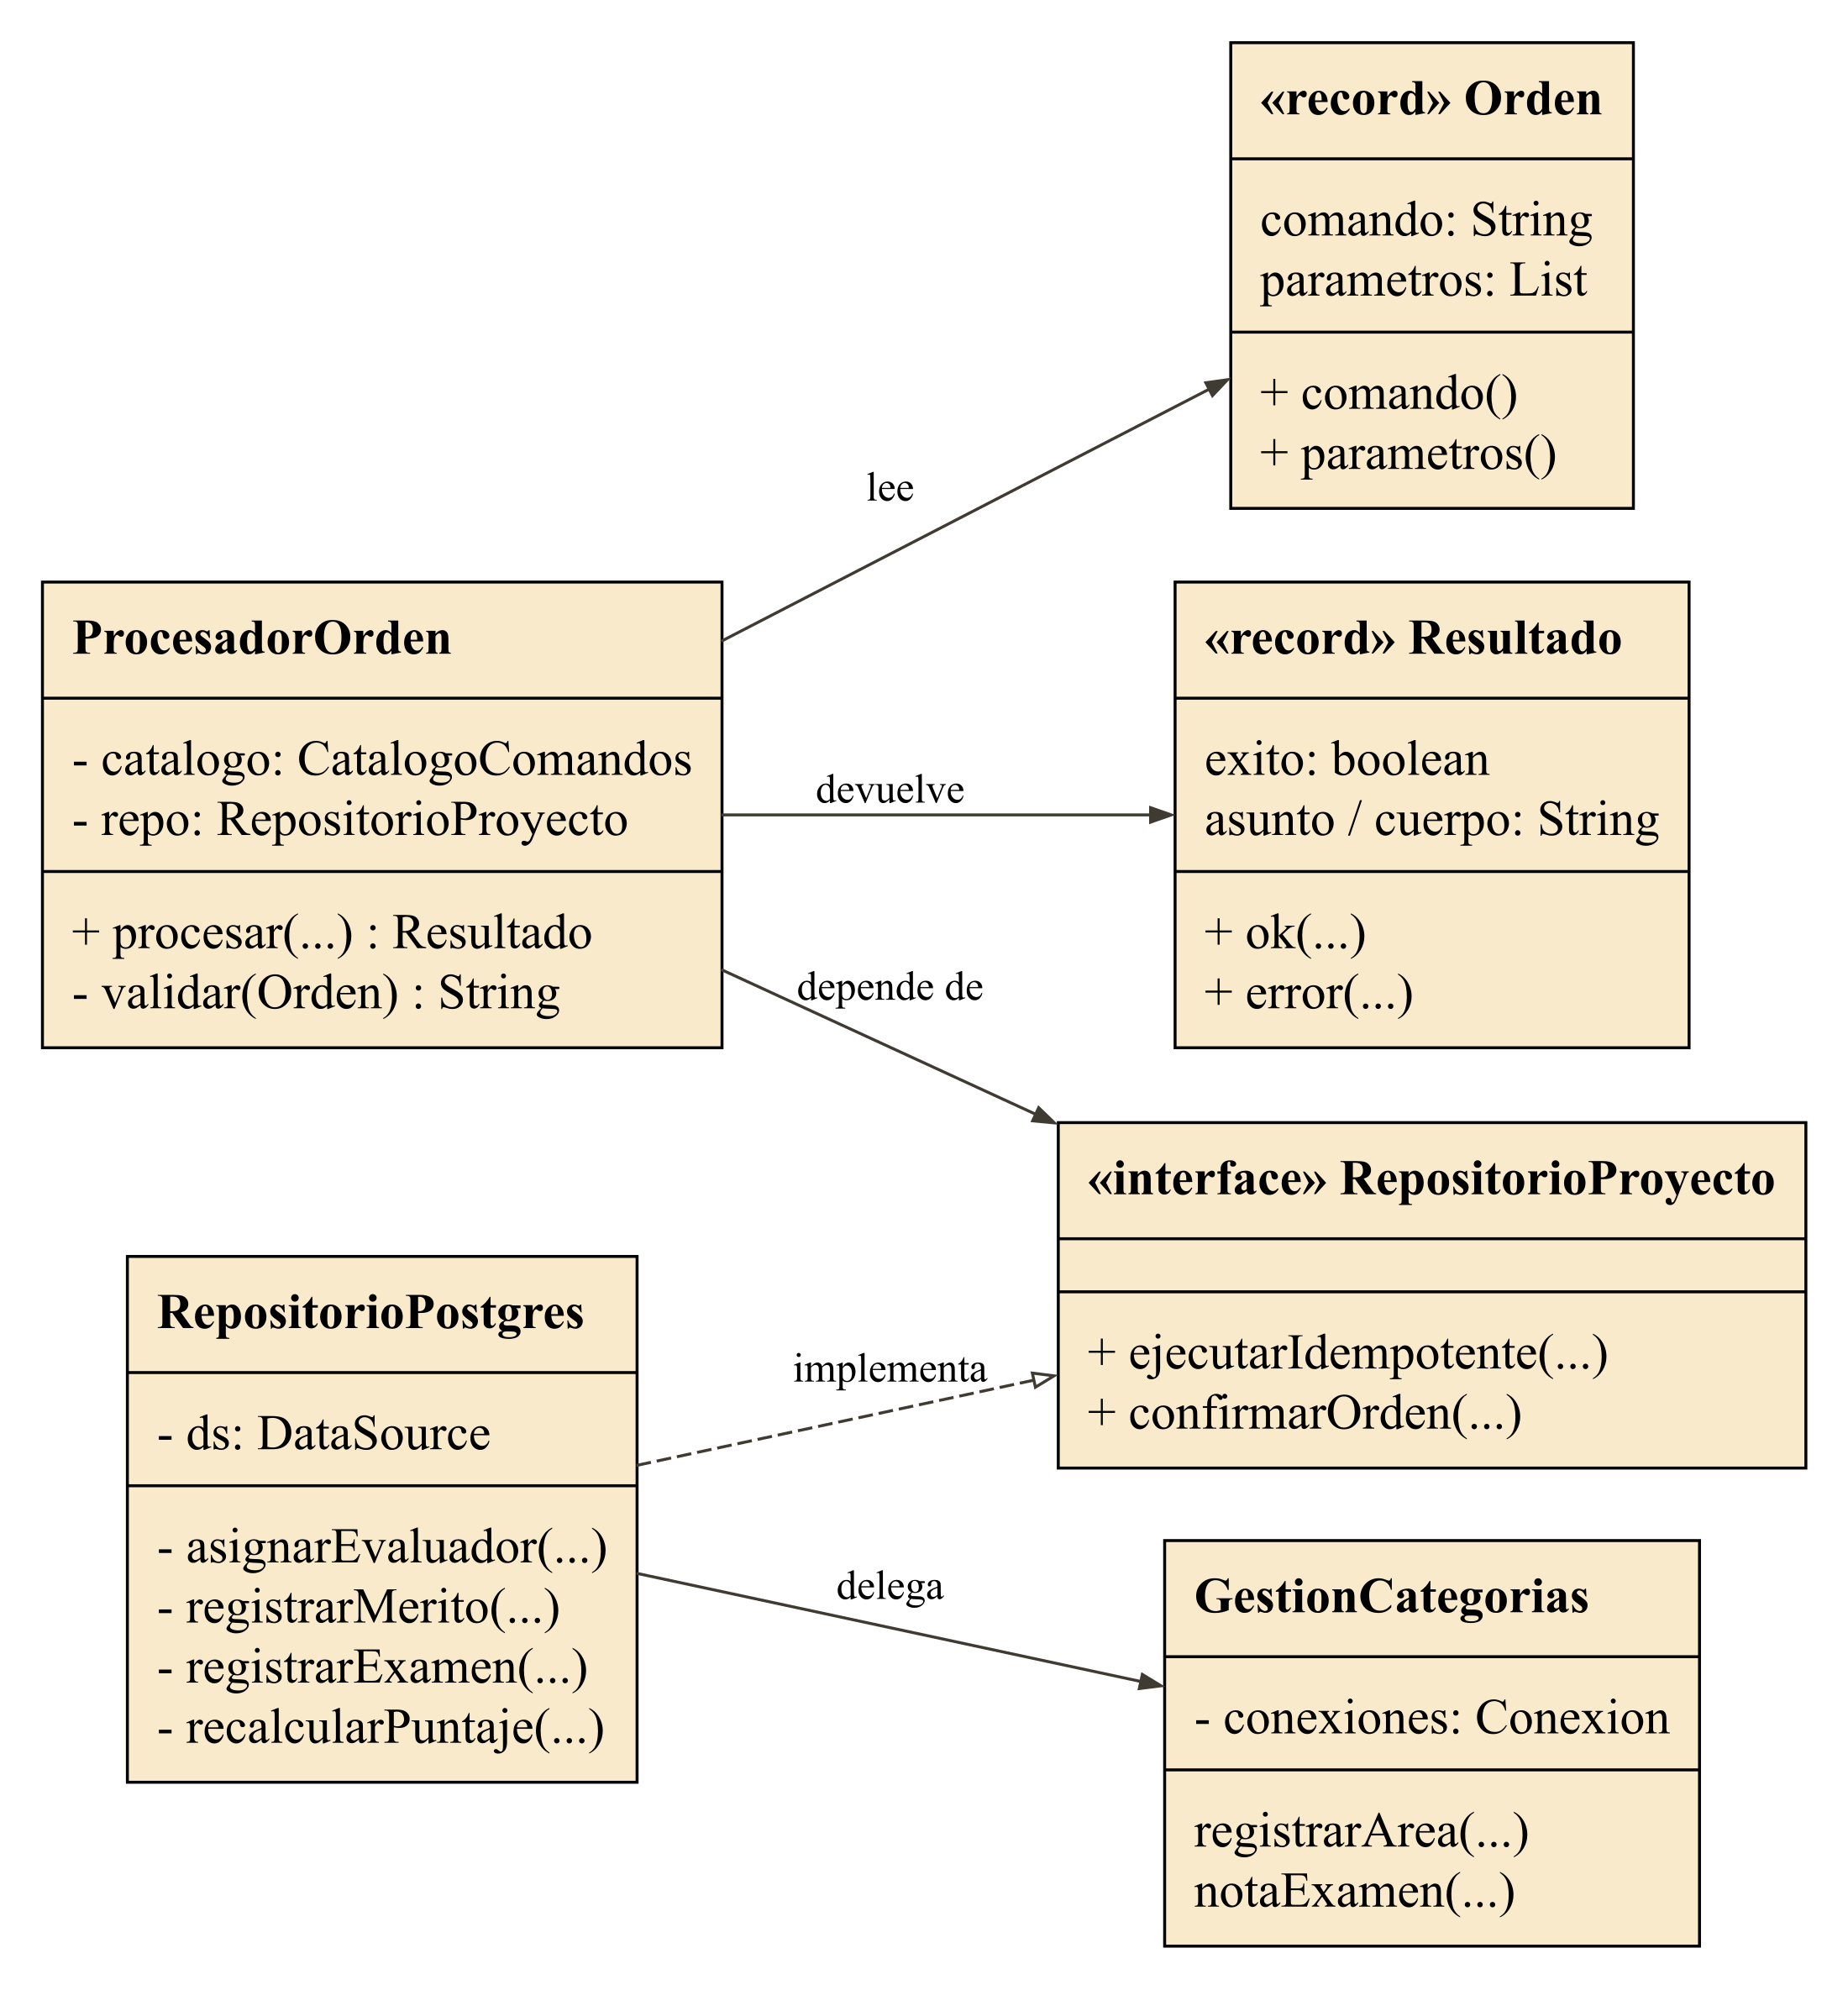 «record» Orden
comando: String
parametros: List
+ comando()
+ parametros()
lee
ProcesadorOrden
- catalogo: CatalogoComandos
- repo: RepositorioProyecto
+ procesar(...) : Resultado
- validar(Orden) : String
devuelve
«record» Resultado
exito: boolean
asunto / cuerpo: String
+ ok(...)
+ error(...)
depende de
«interface» RepositorioProyecto
+ ejecutarIdempotente(...)
+ confirmarOrden(...)
RepositorioPostgres
- ds: DataSource
- asignarEvaluador(...)
- registrarMerito(...)
- registrarExamen(...)
- recalcularPuntaje(...)
implementa
delega
GestionCategorias
- conexiones: Conexion
registrarArea(...)
notaExamen(...)